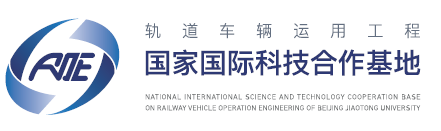 轨道车辆运用工程
国家国际科技合作基地
NATIONAL INTERNATIONAL SCIENCE AND TECHNOLOGY COOPERATION BASE
ON RAILWAY VEHICLE OPERATION ENGINEERING OF BEIJING JIAOTONG UNIVERSITY